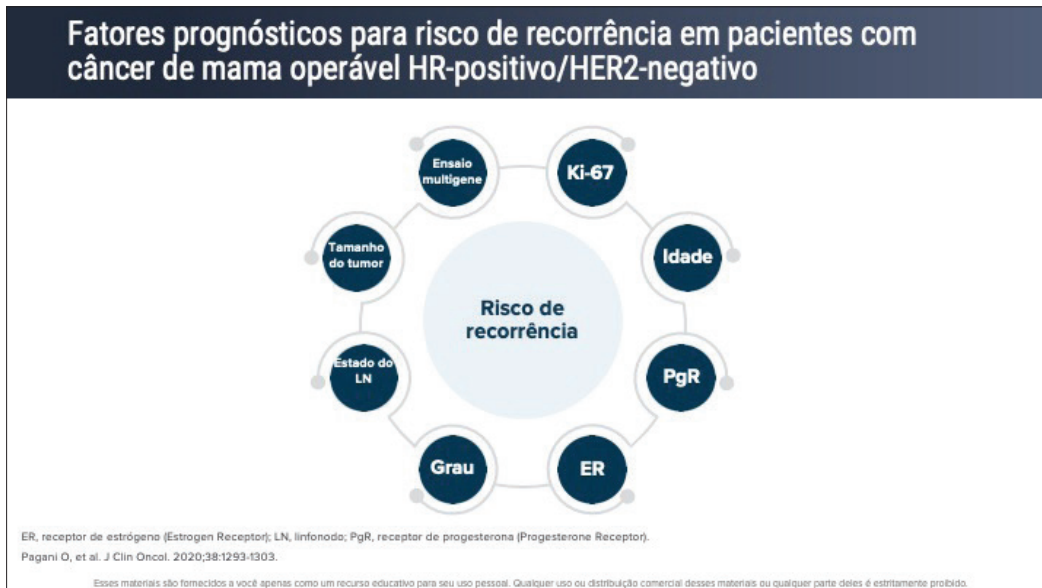 Fatores prognósticos para risco de recorrência em pacientes com
câncer de mama operável HR-positivo/HER2-negativo
Ensaio
multigene
Ki-67
Tamanho
do tumor
Idade
Risco de
recorrência
Estado do
LN
PgR
Grau
ER
ER, receptor de estrógeno (Estrogen Receptor); LN, linfonodo; PgR, receptor de progesterona (Progesterone Receptor).
Pagani O, et al. J Clin Oncol. 2020;38:1293-1303.
Esses materiais são fornecidos a você apenas como um recurso educativo para seu uso pessoal. Qualquer uso ou distribuição comercial desses materiais ou qualquer parte deles é estritamente proibido.